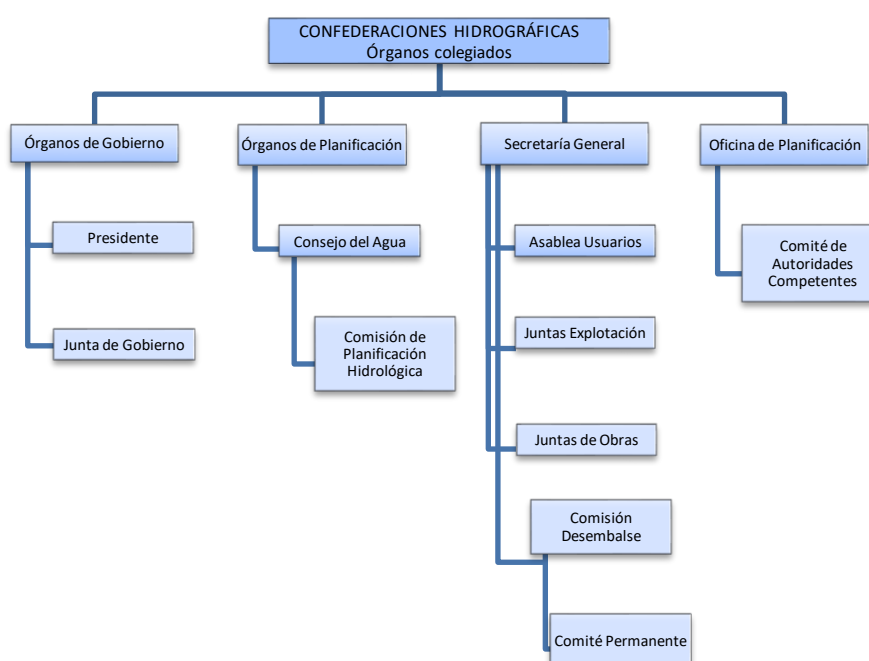 CONFEDERACIONES HIDROGRÁFICAS
Órganos colegiados
Órganos de Gobierno
Órganos de Planificación
Secretaría General
Oficina de Planificación
Presidente
Consejo del Agua
Asablea Usuarios
Comité de
Autoridades
Competentes
Junta de Gobierno
Comisión de
Planificación
Hidrológica
Juntas Explotación
Juntas de Obras
Comisión
Desembalse
Comité Permanente